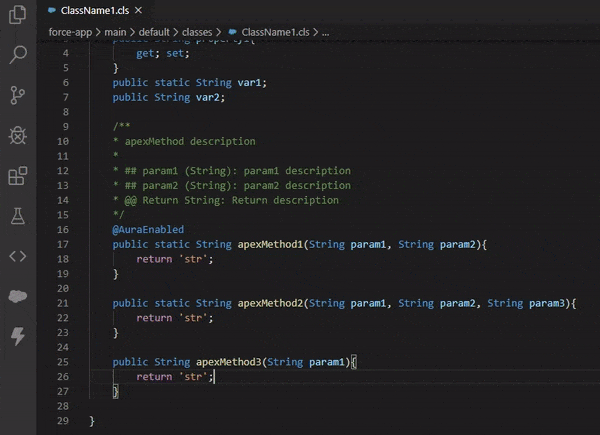 ClassName1.cls ×
force-app > main > default > classes > ClassName1.cls > ...
4 get; set;
5 }
6 public static String var1;
7 public String var2;
8
9 /**
10 * apexMethod description
11 *
12 * ## param1 (String): param1 description
13 * ## param2 (String): param2 description
14 * @@ Return String: Return description
15 */
16 @AuraEnabled
17 public static String apexMethod1(String param1, String param2){
18 return 'str';
19 }
20
21 public static String apexMethod2(String param1, String param2, String param3){
22 return 'str';
23 }
24
25 public String apexMethod3(String param1){
26 return 'str';
27 }
28
29 }